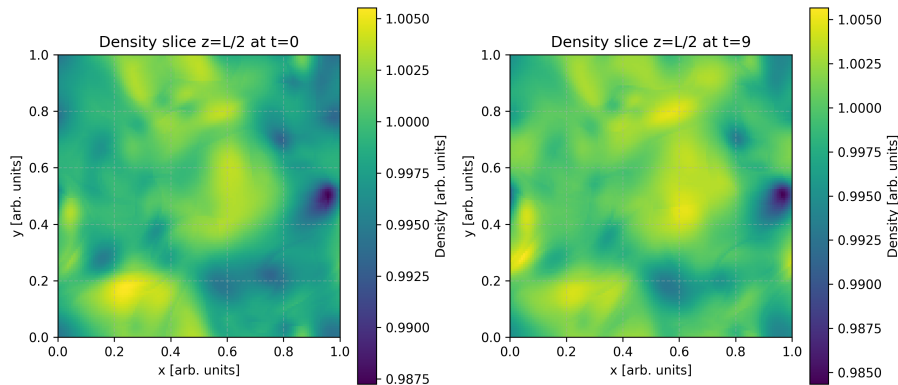 Density slice z=L/2 at t=0
1.0
0.8
0.6
0.4
0.2
0.0
y [arb. units]
0.0 0.2 0.4 0.6 0.8 1.0
x [arb. units]
1.0050
1.0025
1.0000
0.9975
0.9950
0.9925
0.9900
0.9875
Density [arb. units]
Density slice z=L/2 at t=9
1.0
0.8
0.6
0.4
0.2
0.0
y [arb. units]
0.0 0.2 0.4 0.6 0.8 1.0
x [arb. units]
1.0050
1.0025
1.0000
0.9975
0.9950
0.9925
0.9900
0.9875
0.9850
Density [arb. units]